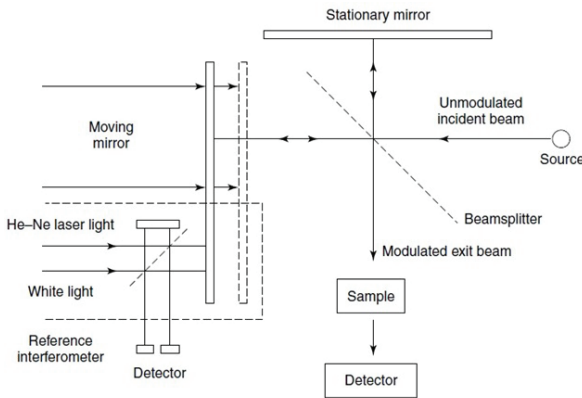 Stationary mirror
Unmodulated
incident beam
Moving
mirror
Source
He–Ne laser light
Beamsplitter
Modulated exit beam
White light
Sample
Reference
interferometer
Detector
Detector